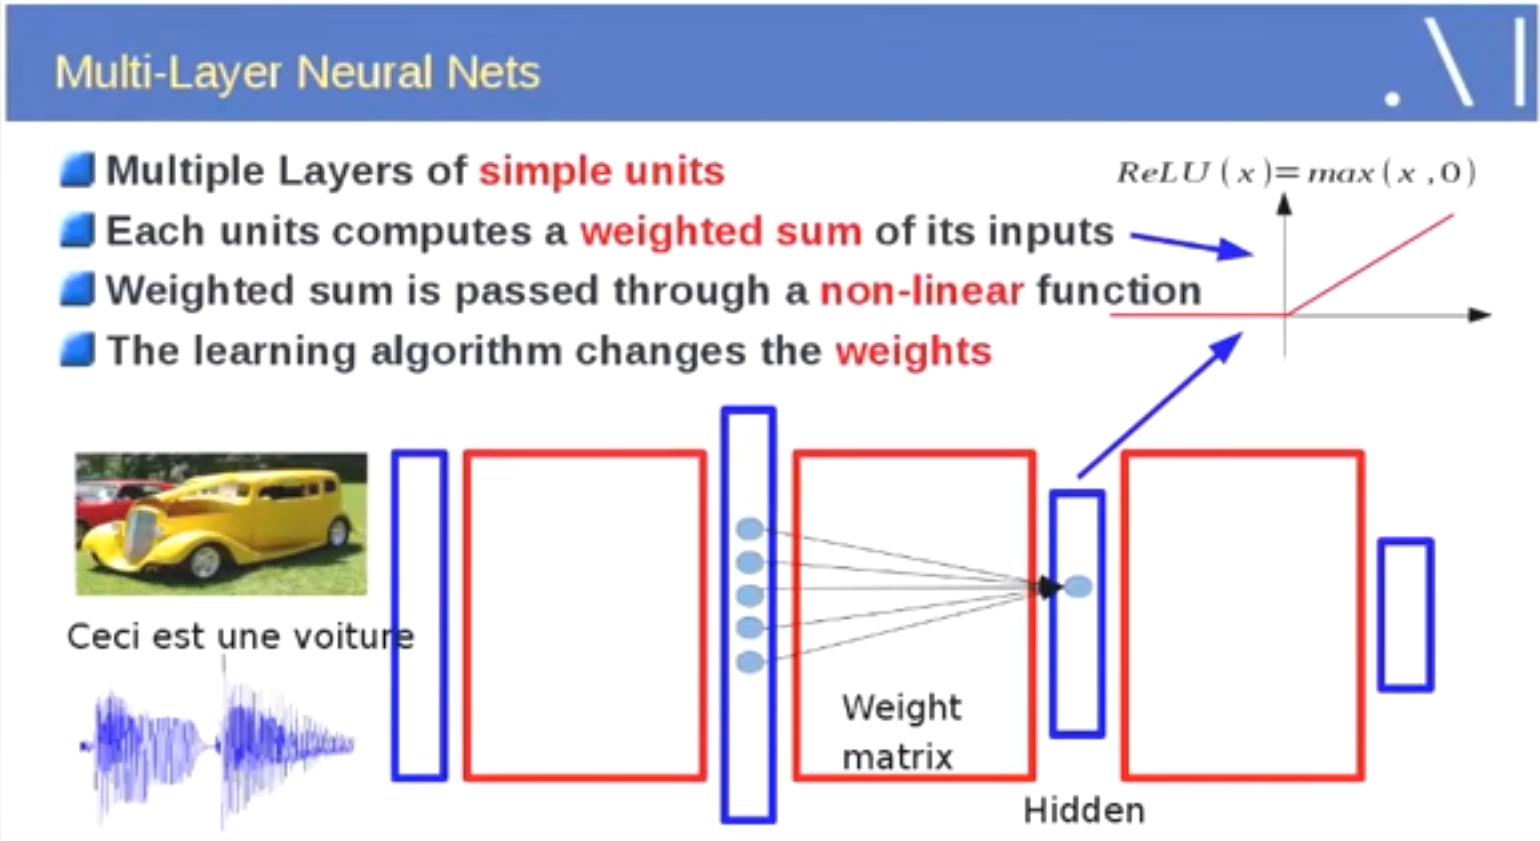 Multi-Layer Neural Nets
Multiple Layers of simple units
Each units computes a weighted sum of its inputs
Weighted sum is passed through a non-linear function
The learning algorithm changes the weights
ReLU(x)=max(x,0)
Ceci est une voiture
Weight
matrix
Hidden